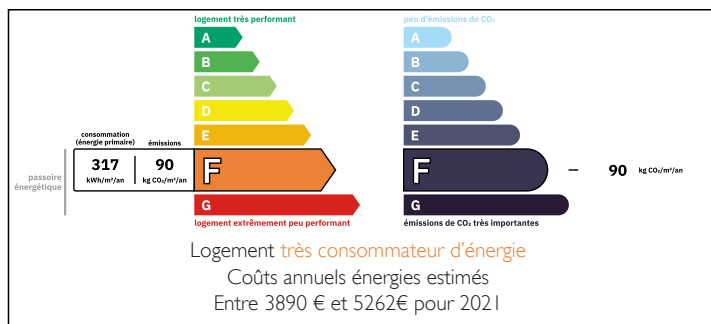 logement très performant
A
B
C
D
E
consommation
(énergie primaire)
émissions
passoire
énergétique
317
kWh/m²/an
90
kg CO₂/m²/an
F
G
logement extrêmement peu performant
peu d'émissions de CO₂
A
B
C
D
E
F
90 kg CO₂/m²/an
G
émissions de CO₂ très importantes
Logement très consommateur d'énergie
Coûts annuels énergies estimés
Entre 3890 € et 5262€ pour 2021